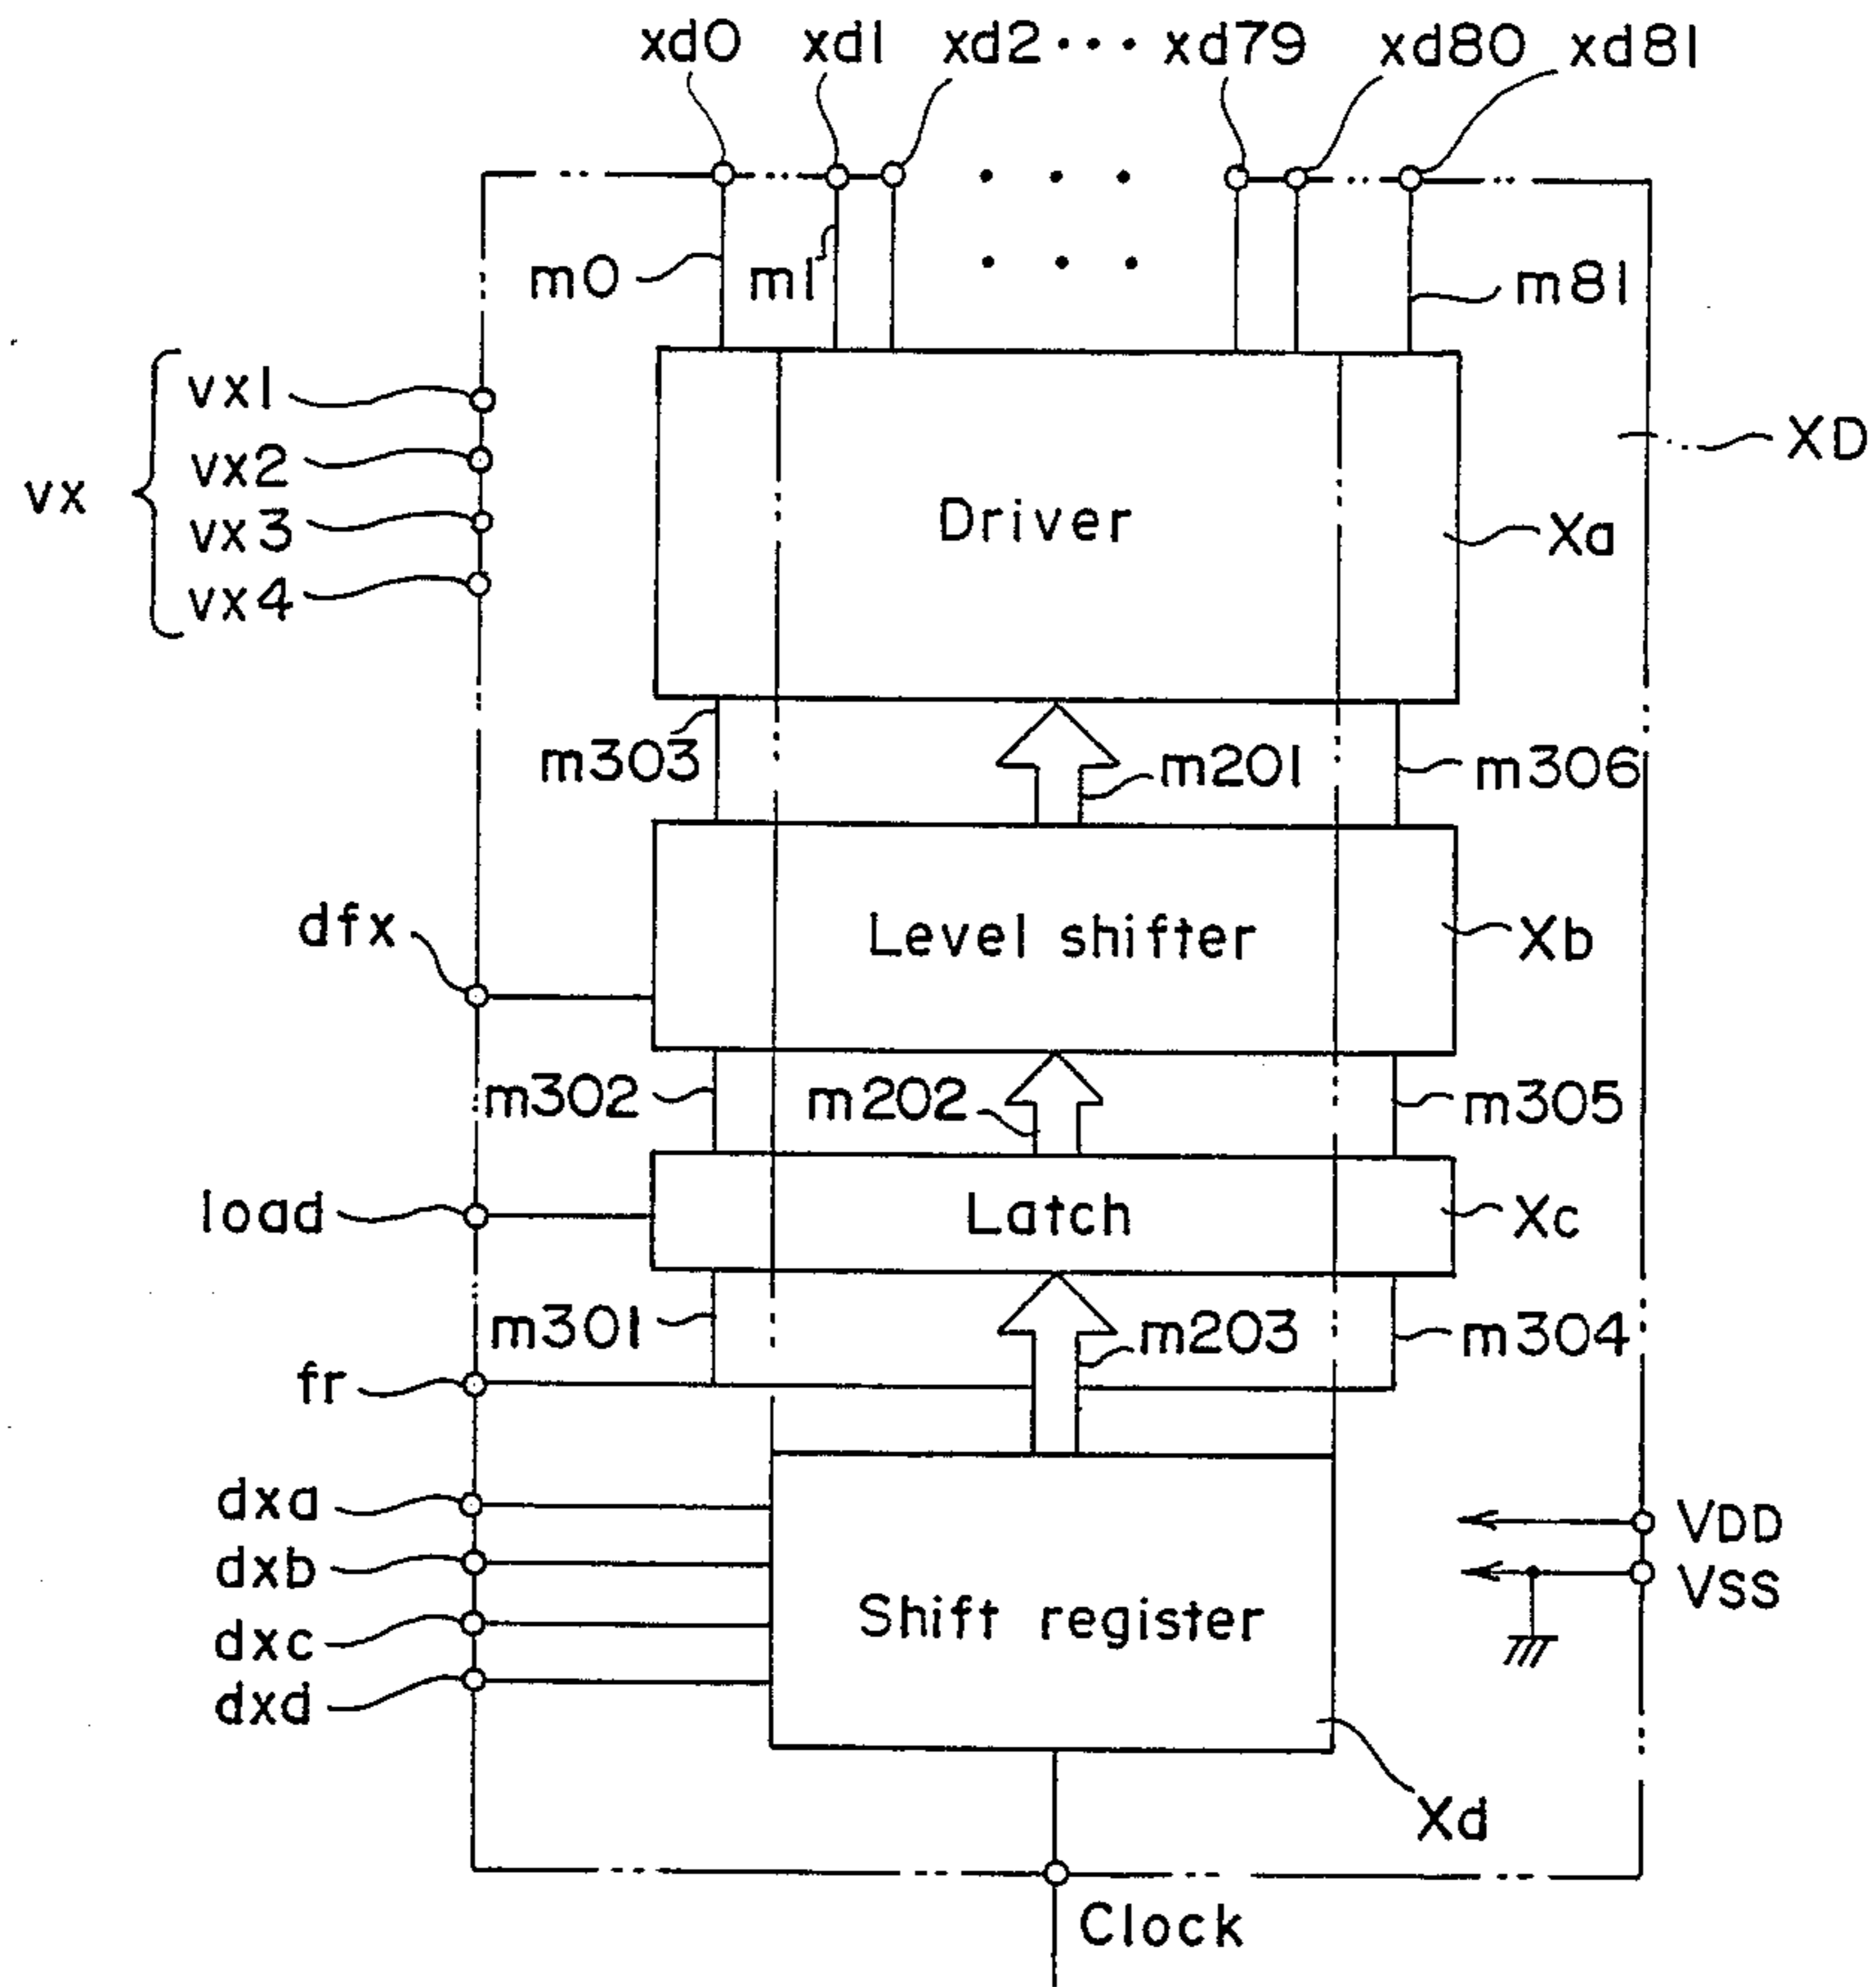 xd0 xd1 xd2 ... xd79 xd80 xd81
m0 m1 m81
vx
vx1
vx2
vx3
vx4
XD
Driver
Xa
m303 m201 m306
dfx
Level shifter
Xb
m302 m202 m305
load
Latch
Xc
m301 m203 m304
fr
dxa
dxb
dxc
dxd
VDD
VSS
Shift register
Xd
Clock